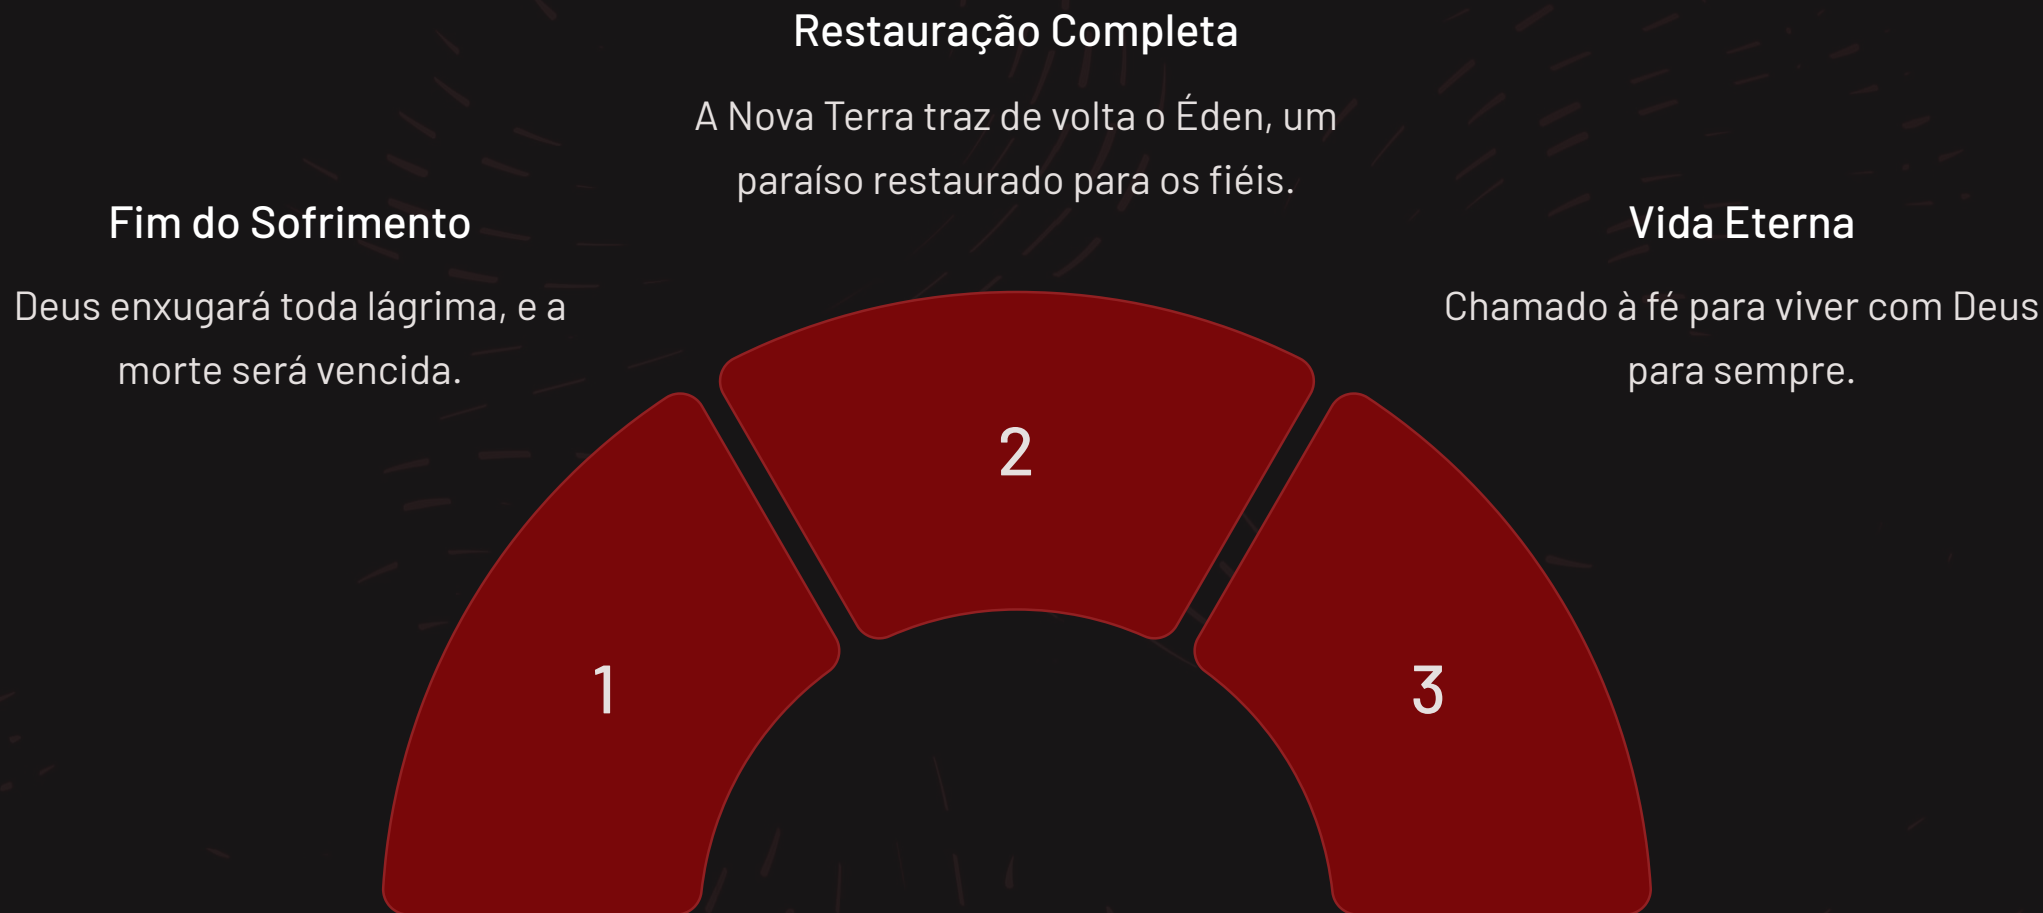 Restauração Completa
A Nova Terra traz de volta o Éden, um
paraíso restaurado para os fiéis.
Fim do Sofrimento
Deus enxugará toda lágrima, e a
morte será vencida.
Vida Eterna
Chamado à fé para viver com Deus
para sempre.
1
2
3